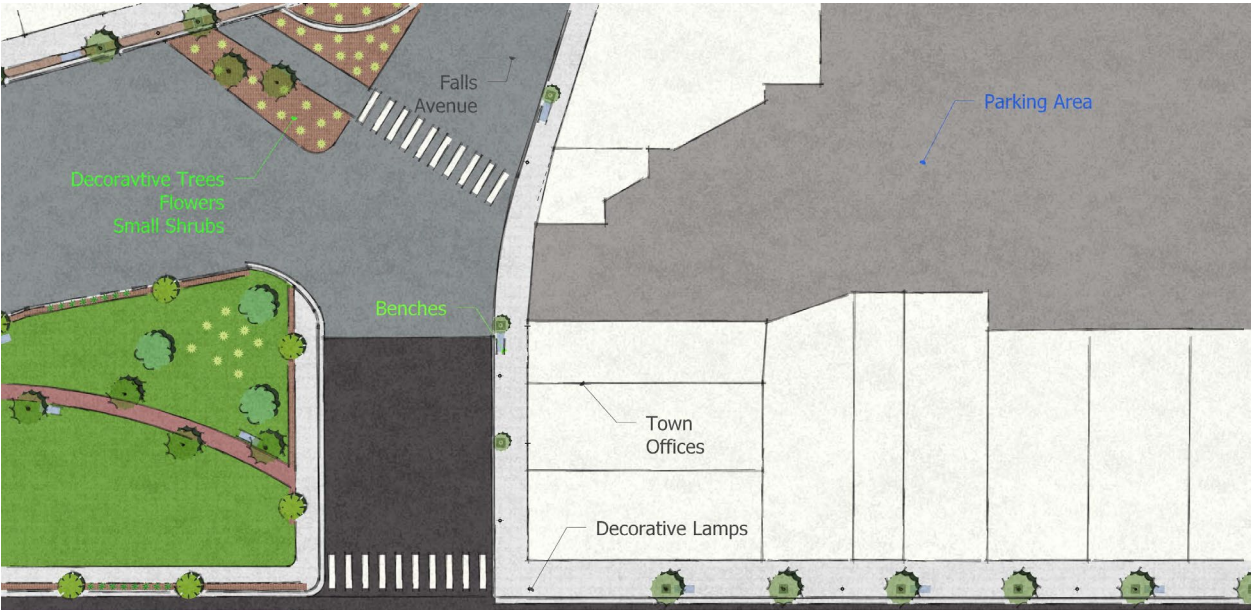 Falls
Avenue
Parking Area
Decoravtive Trees
Flowers
Small Shrubs
Benches
Town
Offices
Decorative Lamps